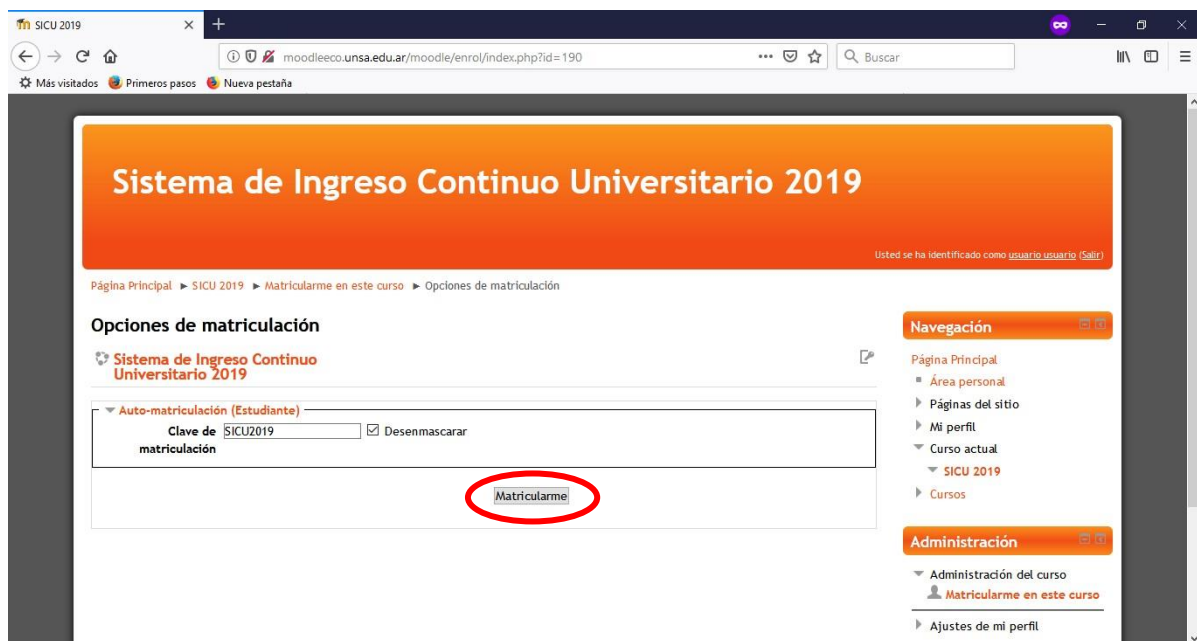 SICU 2019
moodleeco.unsa.edu.ar/moodle/enrol/index.php?id=190
Buscar
Más visitados Primeros pasos Nueva pestaña
Sistema de Ingreso Continuo Universitario 2019
Usted se ha identificado como usuario usuario (Salir)
Página Principal ► SICU 2019 ► Matricularme en este curso ► Opciones de matriculación
Opciones de matriculación
Sistema de Ingreso Continuo
Universitario 2019
Auto-matriculación (Estudiante)
Clave de SICU2019 Desenmascarar
matriculación
Matricularme
Navegación
Página Principal
Área personal
Páginas del sitio
Mi perfil
Curso actual
SICU 2019
Cursos
Administración
Administración del curso
Matricularme en este curso
Ajustes de mi perfil